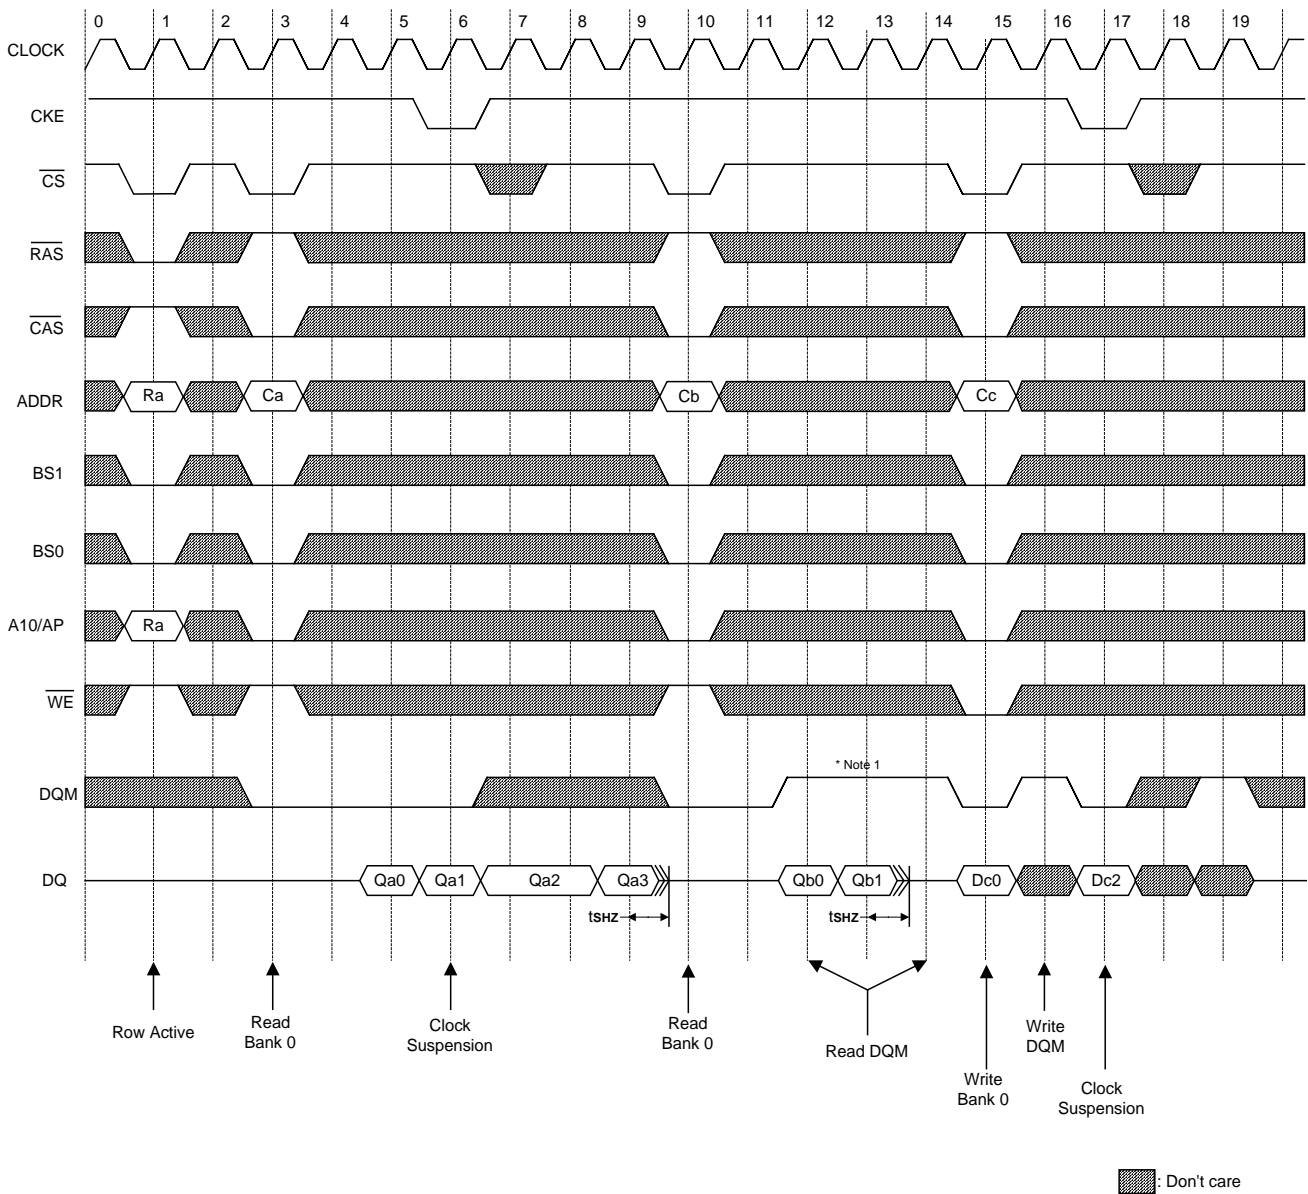 0 1 2 3 4 5 6 7 8 9 10 11 12 13 14 15 16 17 18 19
CLOCK
CKE
CS
RAS
CAS
ADDR Ra Ca Cb Cc
BS1
BS0
A10/AP Ra
WE
* Note 1
DQM
DQ Qa0 Qa1 Qa2 Qa3 Qb0 Qb1 Dc0 Dc2
tSHZ tSHZ
Row Active
Read
Bank 0
Clock
Suspension
Read
Bank 0
Read DQM
Write
Bank 0
Write
DQM
Clock
Suspension
: Don't care